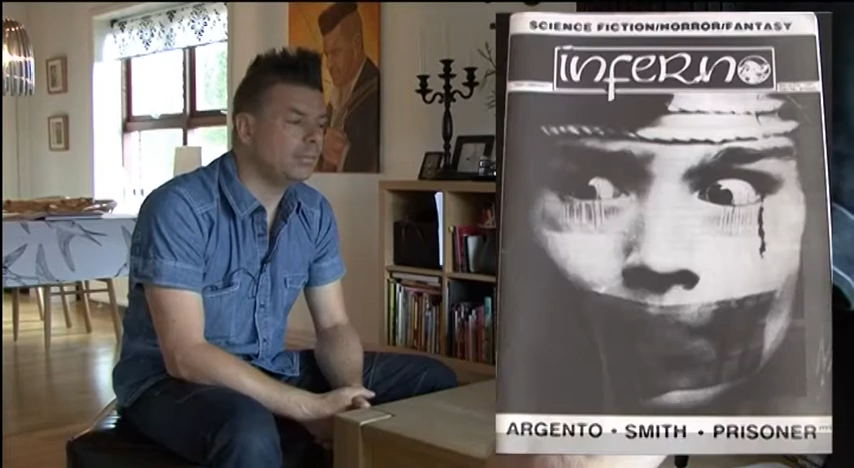 SCIENCE FICTION/HORROR/FANTASY
inferno
ARGENTO • SMITH • PRISONER